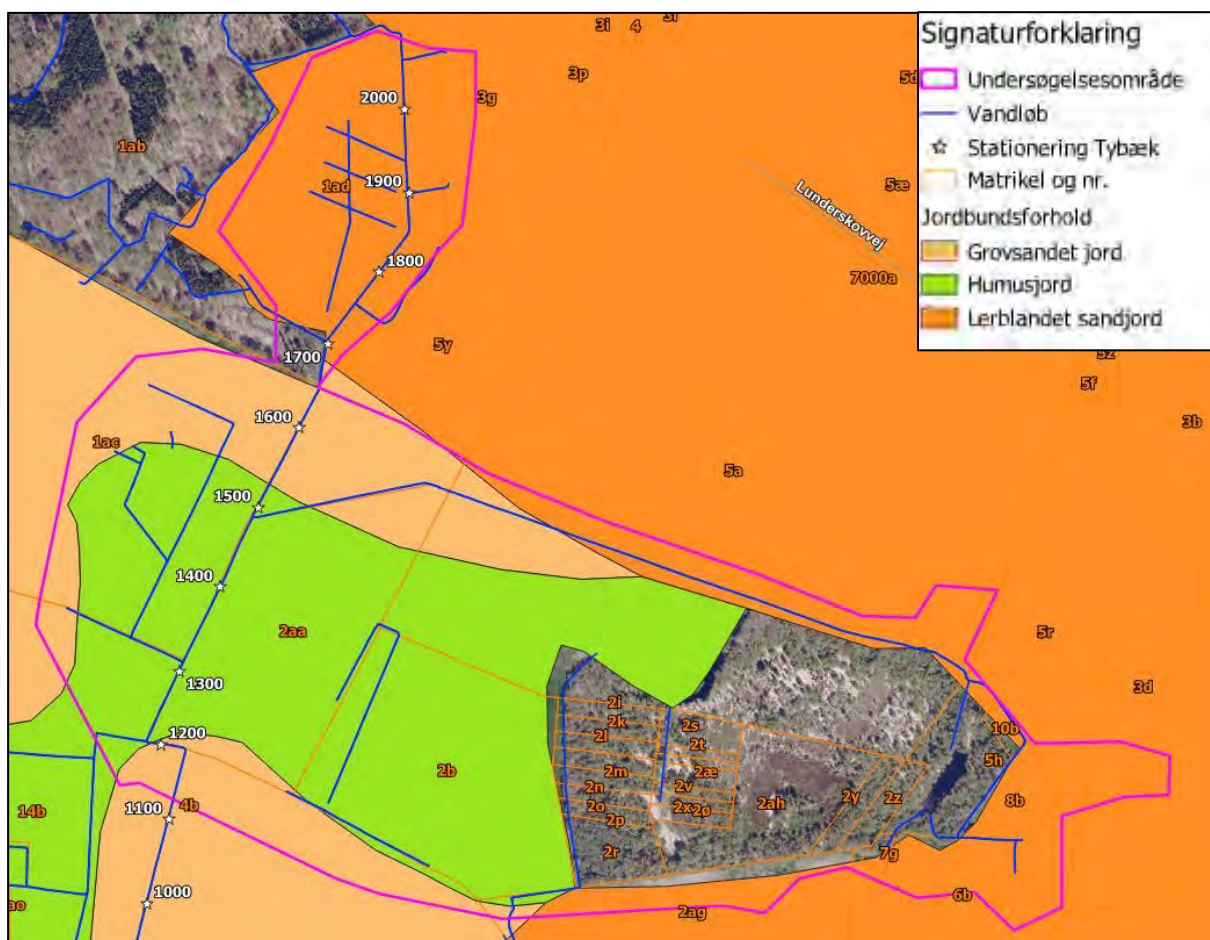 Signaturforklaring
Undersøgelsesområde
Vandløb
Stationering Tybæk
Matrikel og nr.
Jordbundsforhold
Grovsandet jord
Humusjord
Lerblandet sandjord
3i
4
3p
3g
2000
1ab
1900
1ad
5æ
Lunderskovvej
1800
7000a
1700
5y
5z
5f
1600
3b
1ac
5a
1500
1400
2aa
5r
1300
3d
2i
2k
2s
10b
1200
2l
2t
5h
2b
2m
2æ
2n
2v
8b
1100
4b
2o
2x
2ø
2ah
2y
2z
14b
2p
2r
7g
1000
6b
2ag
ao